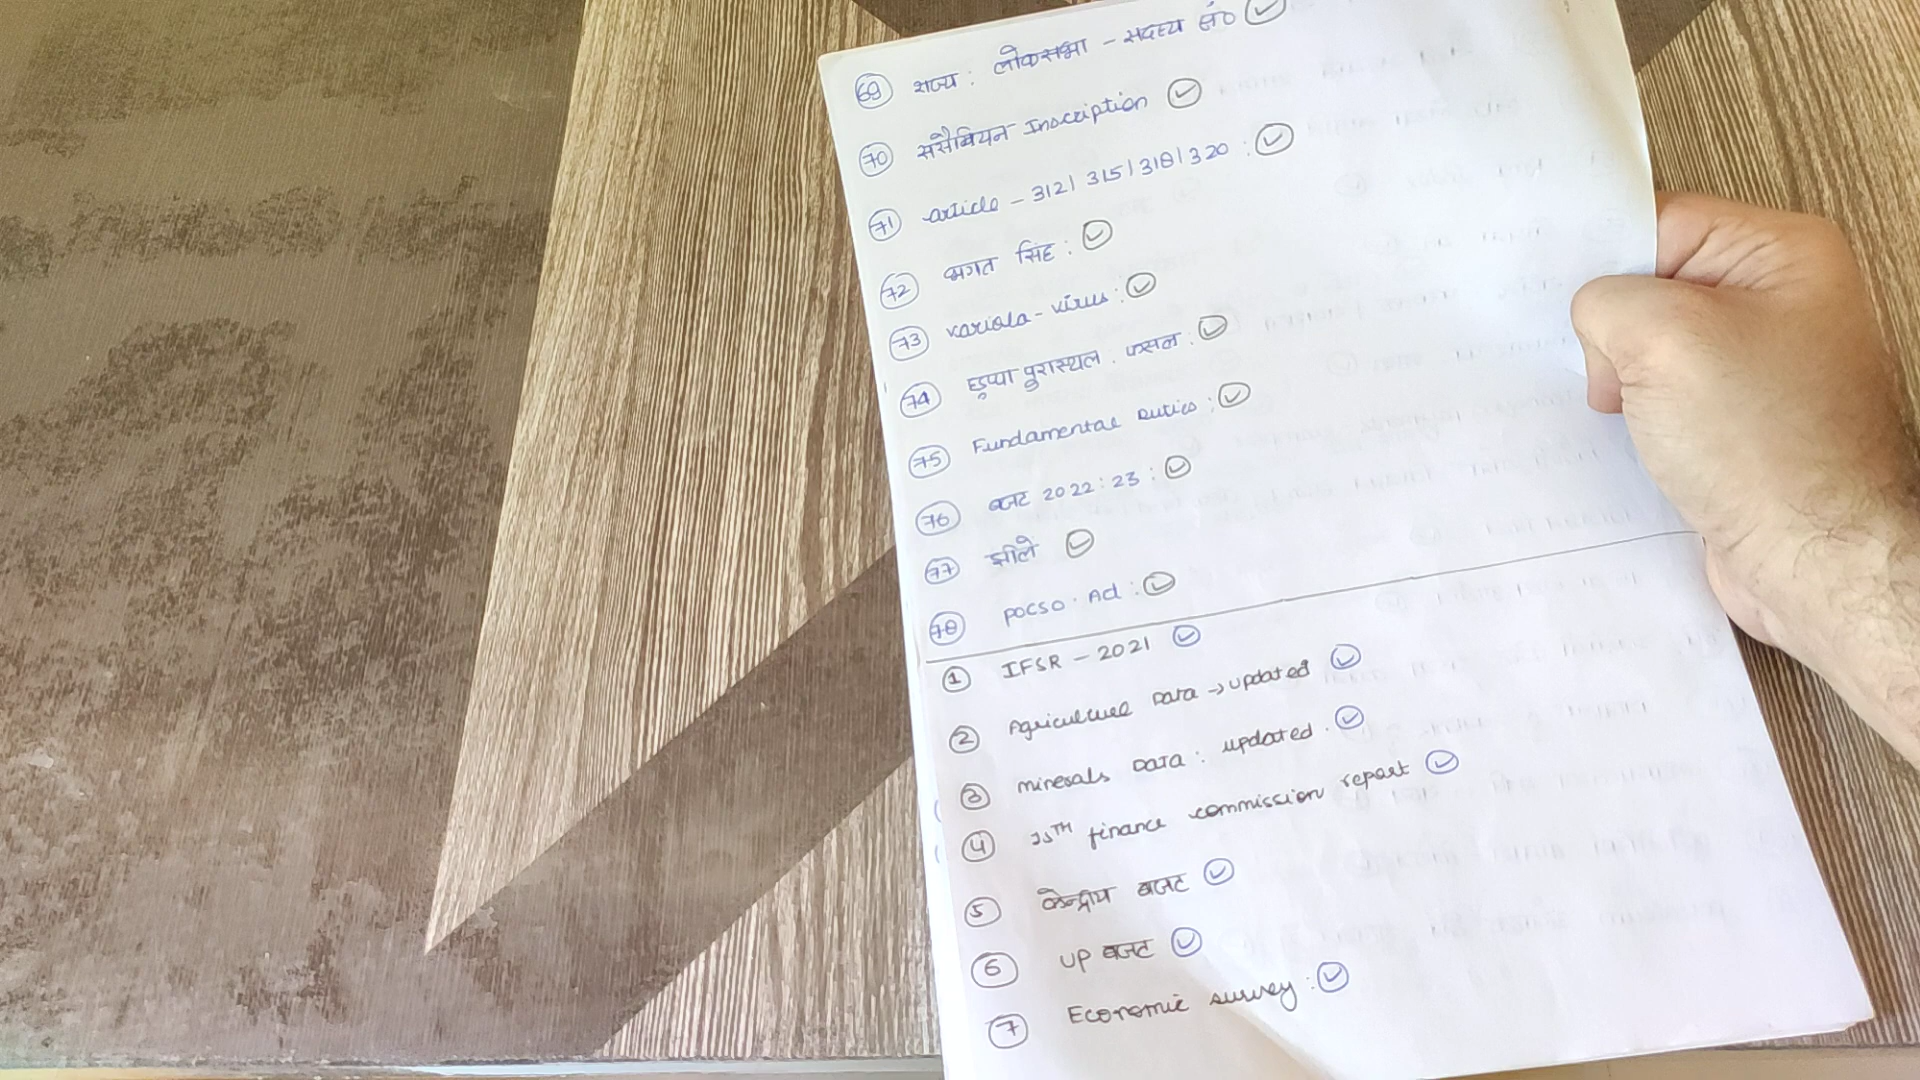 69 राज्य : लोकसभा - सदस्य सं०
70 ससैबियन Inscription
71 article - 312 / 315 / 318 / 320 :
72 भगत सिंह :
73 variola - virus :
74 हड़प्पा पुरास्थल . फसल :
75 Fundamental Duties :
76 बजट 2022 : 23 :
77 झीले
78 POCSO . Act :
1 IFSR - 2021
2 Agricultuel Data → updated
3 minerals DATA : updated .
4 15TH finance commission report
5 केन्द्रीय बजट
6 UP बजट
7 Economic survey :